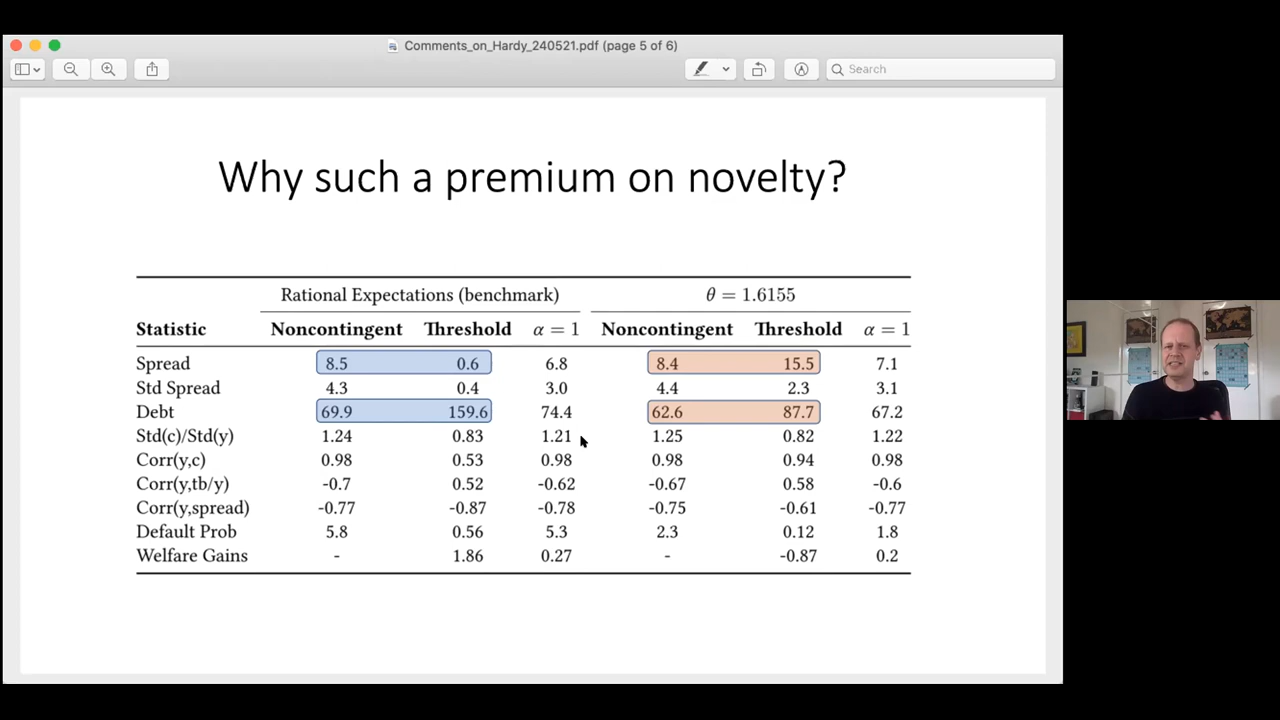 Comments_on_Hardy_240521.pdf (page 5 of 6)
Search
Why such a premium on novelty?
Rational Expectations (benchmark) θ = 1.6155
Statistic Noncontingent Threshold α = 1 Noncontingent Threshold α = 1
Spread 8.5 0.6 6.8 8.4 15.5 7.1
Std Spread 4.3 0.4 3.0 4.4 2.3 3.1
Debt 69.9 159.6 74.4 62.6 87.7 67.2
Std(c)/Std(y) 1.24 0.83 1.21 1.25 0.82 1.22
Corr(y,c) 0.98 0.53 0.98 0.98 0.94 0.98
Corr(y,tb/y) -0.7 0.52 -0.62 -0.67 0.58 -0.6
Corr(y,spread) -0.77 -0.87 -0.78 -0.75 -0.61 -0.77
Default Prob 5.8 0.56 5.3 2.3 0.12 1.8
Welfare Gains - 1.86 0.27 - -0.87 0.2